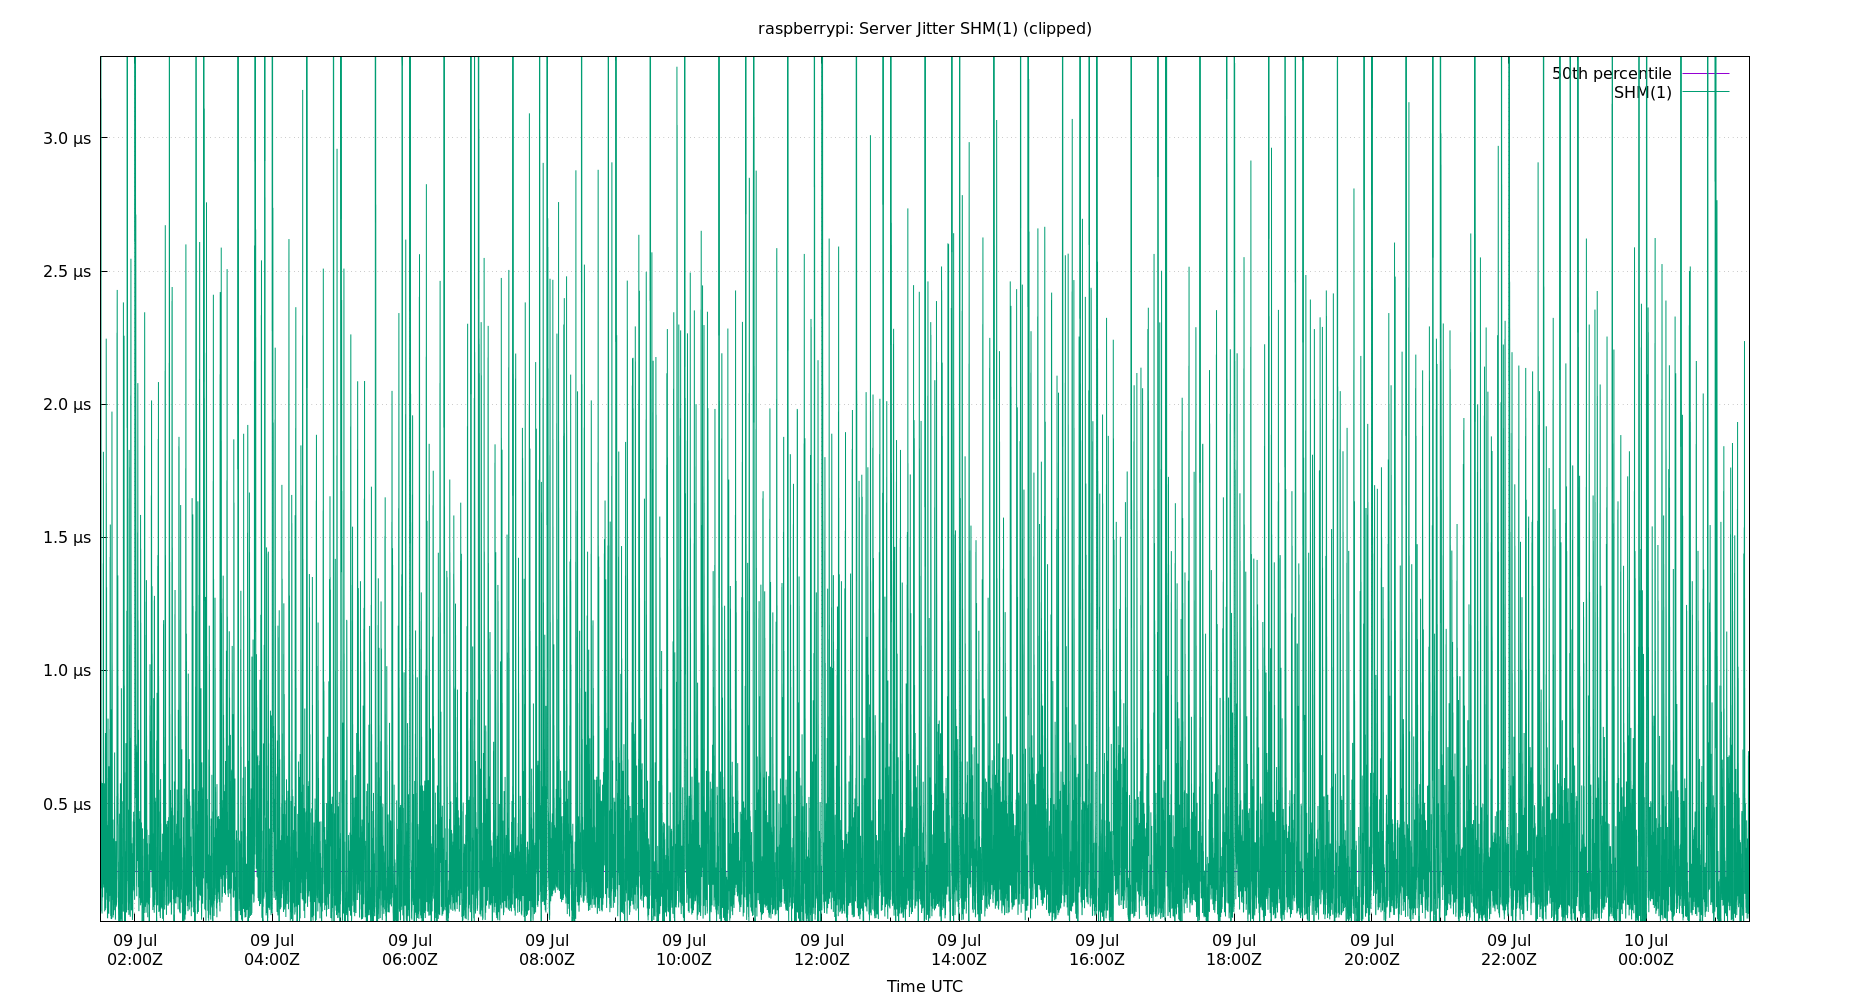 raspberrypi: Server Jitter SHM(1) (clipped)
50th percentile
SHM(1)
3.0 µs
2.5 µs
2.0 µs
1.5 µs
1.0 µs
0.5 µs
09 Jul 09 Jul 09 Jul 09 Jul 09 Jul 09 Jul 09 Jul 09 Jul 09 Jul 09 Jul 09 Jul 10 Jul
02:00Z 04:00Z 06:00Z 08:00Z 10:00Z 12:00Z 14:00Z 16:00Z 18:00Z 20:00Z 22:00Z 00:00Z
Time UTC